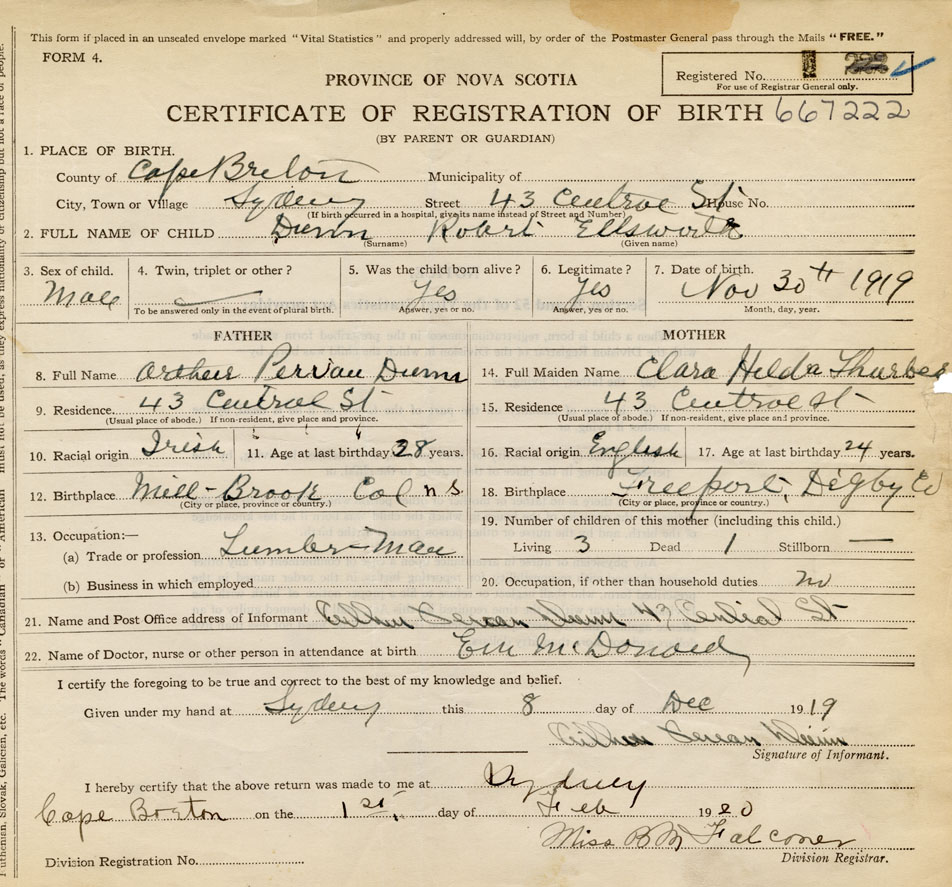 This form if placed in an unsealed envelope marked "Vital Statistics" and properly addressed will, by order of the Postmaster General pass through the Mails "FREE."
FORM 4.
Registered No.
For use of Registrar General only.
PROVINCE OF NOVA SCOTIA
CERTIFICATE OF REGISTRATION OF BIRTH 667222
(BY PARENT OR GUARDIAN)
1. PLACE OF BIRTH.
County of Cape Breton Municipality of
City, Town or Village Sydney Street 43 Central St House No.
(If birth occurred in a hospital, give its name instead of Street and Number)
2. FULL NAME OF CHILD Dunn Robert Ellsworth
(Surname) (Given name)
3. Sex of child. 4. Twin, triplet or other? 5. Was the child born alive? 6. Legitimate? 7. Date of birth.
Male Yes Yes Nov 30th 1919
To be answered only in the event of plural birth. Answer, yes or no. Answer, yes or no. Month, day, year.
FATHER MOTHER
8. Full Name Arthur Dunn 14. Full Maiden Name Clara Hilda Thurber
9. Residence. 43 Central St 15. Residence 43 Central St
(Usual place of abode.) If non-resident, give place and province. (Usual place of abode.) If non-resident, give place and province.
10. Racial origin Irish 11. Age at last birthday 28 years. 16. Racial origin English 17. Age at last birthday 24 years.
12. Birthplace Mill-Brook Col n s 18. Birthplace Freeport, Digby Co
(City or place, province or country.) (City or place, province or country.)
13. Occupation:— 19. Number of children of this mother (including this child.)
(a) Trade or profession Lumber-Man Living 3 Dead 1 Stillborn —
(b) Business in which employed 20. Occupation, if other than household duties no
21. Name and Post Office address of Informant Arthur Dunn 43 Central St
22. Name of Doctor, nurse or other person in attendance at birth McDonald
I certify the foregoing to be true and correct to the best of my knowledge and belief.
Given under my hand at Sydney this 8 day of Dec 1919
Arthur Dunn
Signature of Informant.
I hereby certify that the above return was made to me at Sydney
Cape Breton on the 1st. day of Feb 1920
Miss B M Falconer
Division Registration No. Division Registrar.